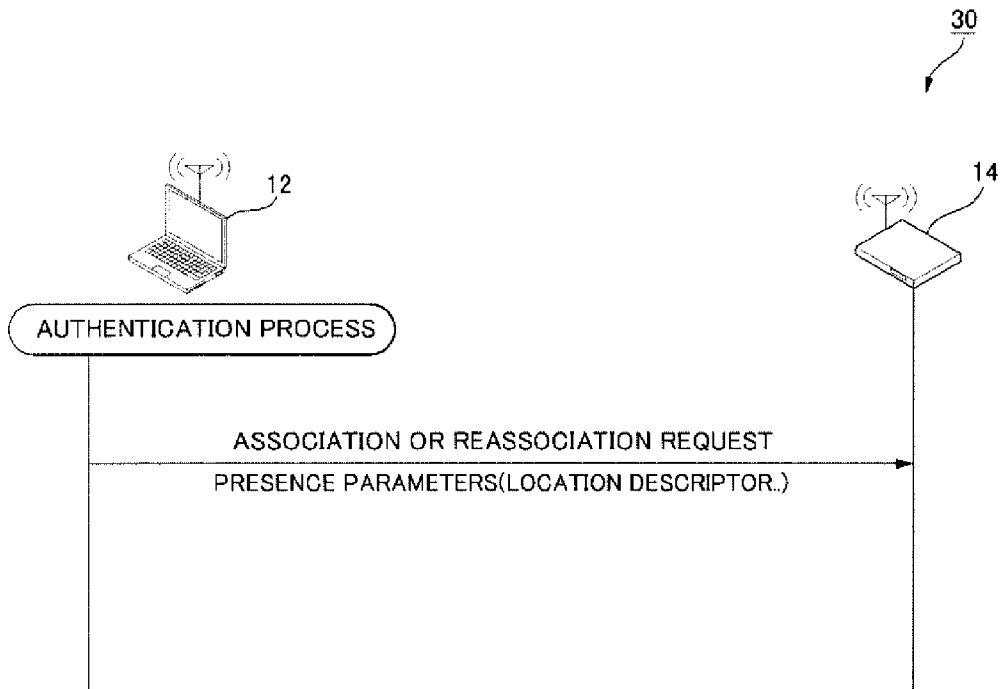 30
12
14
AUTHENTICATION PROCESS
ASSOCIATION OR REASSOCIATION REQUEST
PRESENCE PARAMETERS(LOCATION DESCRIPTOR..)